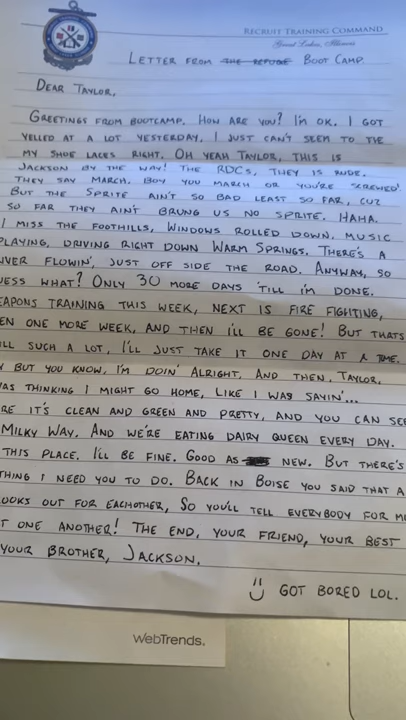 RECRUIT TRAINING COMMAND
Great Lakes, Illinois
LETTER FROM THE REFUGE BOOT CAMP.
DEAR TAYLOR,
GREETINGS FROM BOOTCAMP. HOW ARE YOU? I'M OK. I GOT
YELLED AT A LOT YESTERDAY. I JUST CAN'T SEEM TO TIE
MY SHOE LACES RIGHT. OH YEAH TAYLOR, THIS IS
JACKSON BY THE WAY! THE RDCS, THEY IS RUDE.
THEY SAY MARCH, BOY YOU MARCH OR YOU'RE SCREWED!
BUT THE SPRITE AIN'T SO BAD LEAST SO FAR, CUZ
SO FAR THEY AIN'T BRUNG US NO SPRITE. HAHA.
I MISS THE FOOTHILLS, WINDOWS ROLLED DOWN. MUSIC
PLAYING, DRIVING RIGHT DOWN WARM SPRINGS. THERE'S A
VER FLOWIN', JUST OFF SIDE THE ROAD. ANYWAY, SO
ESS WHAT? ONLY 30 MORE DAYS 'TILL I'M DONE.
EAPONS TRAINING THIS WEEK, NEXT IS FIRE FIGHTING,
EN ONE MORE WEEK, AND THEN I'LL BE GONE! BUT THATS
ILL SUCH A LOT, I'LL JUST TAKE IT ONE DAY AT A TIME.
BUT YOU KNOW, I'M DOIN' ALRIGHT. AND THEN, TAYLOR,
AS THINKING I MIGHT GO HOME, LIKE I WAS SAYIN'...
RE IT'S CLEAN AND GREEN AND PRETTY, AND YOU CAN SEE
MILKY WAY. AND WE'RE EATING DAIRY QUEEN EVERY DAY.
THIS PLACE. I'LL BE FINE. GOOD AS NEW. BUT THERE'S
THING I NEED YOU TO DO. BACK IN BOISE YOU SAID THAT A
OOKS OUT FOR EACHOTHER, SO YOU'LL TELL EVERYBODY FOR M
T ONE ANOTHER! THE END, YOUR FRIEND, YOUR BEST
YOUR BROTHER, JACKSON.
GOT BORED LOL.
WebTrends.